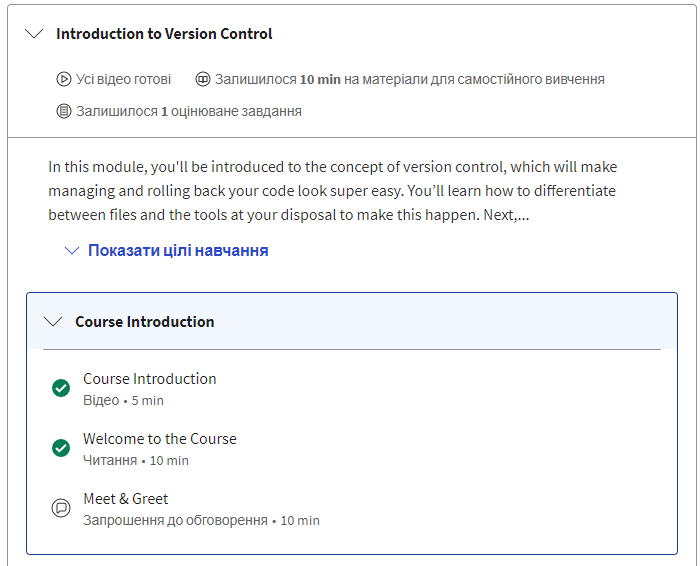 Introduction to Version Control
Усі відео готові Залишилося 10 min на матеріали для самостійного вивчення
Залишилося 1 оцінюване завдання
In this module, you'll be introduced to the concept of version control, which will make
managing and rolling back your code look super easy. You’ll learn how to differentiate
between files and the tools at your disposal to make this happen. Next,...
Показати цілі навчання
Course Introduction
Course Introduction
Відео • 5 min
Welcome to the Course
Читання • 10 min
Meet & Greet
Запрошення до обговорення • 10 min